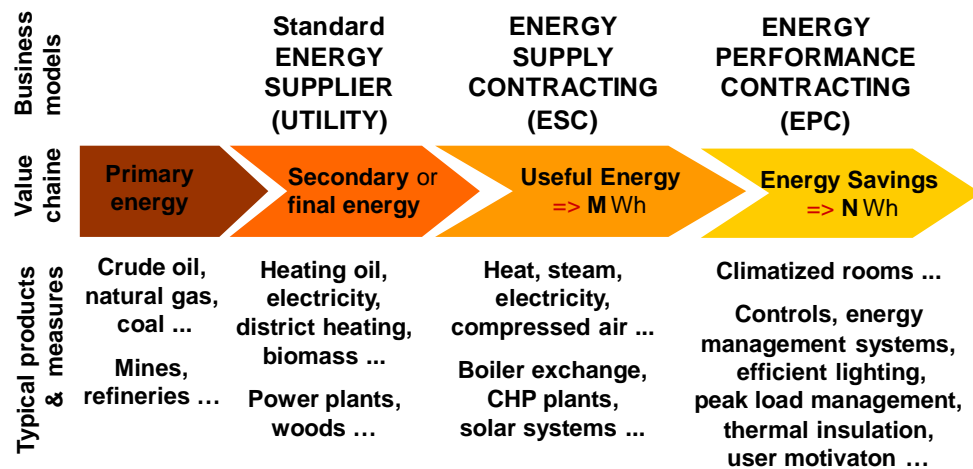 Business
models
Standard
ENERGY
SUPPLIER
(UTILITY)
ENERGY
SUPPLY
CONTRACTING
(ESC)
ENERGY
PERFORMANCE
CONTRACTING
(EPC)
Value
chaine
Primary
energy
Secondary or
final energy
Useful Energy
=> M Wh
Energy Savings
=> N Wh
Typical products
& measures
Crude oil,
natural gas,
coal ...
Mines,
refineries …
Heating oil,
electricity,
district heating,
biomass ...
Power plants,
woods …
Heat, steam,
electricity,
compressed air ...
Boiler exchange,
CHP plants,
solar systems ...
Climatized rooms ...
Controls, energy
management systems,
efficient lighting,
peak load management,
thermal insulation,
user motivaton …